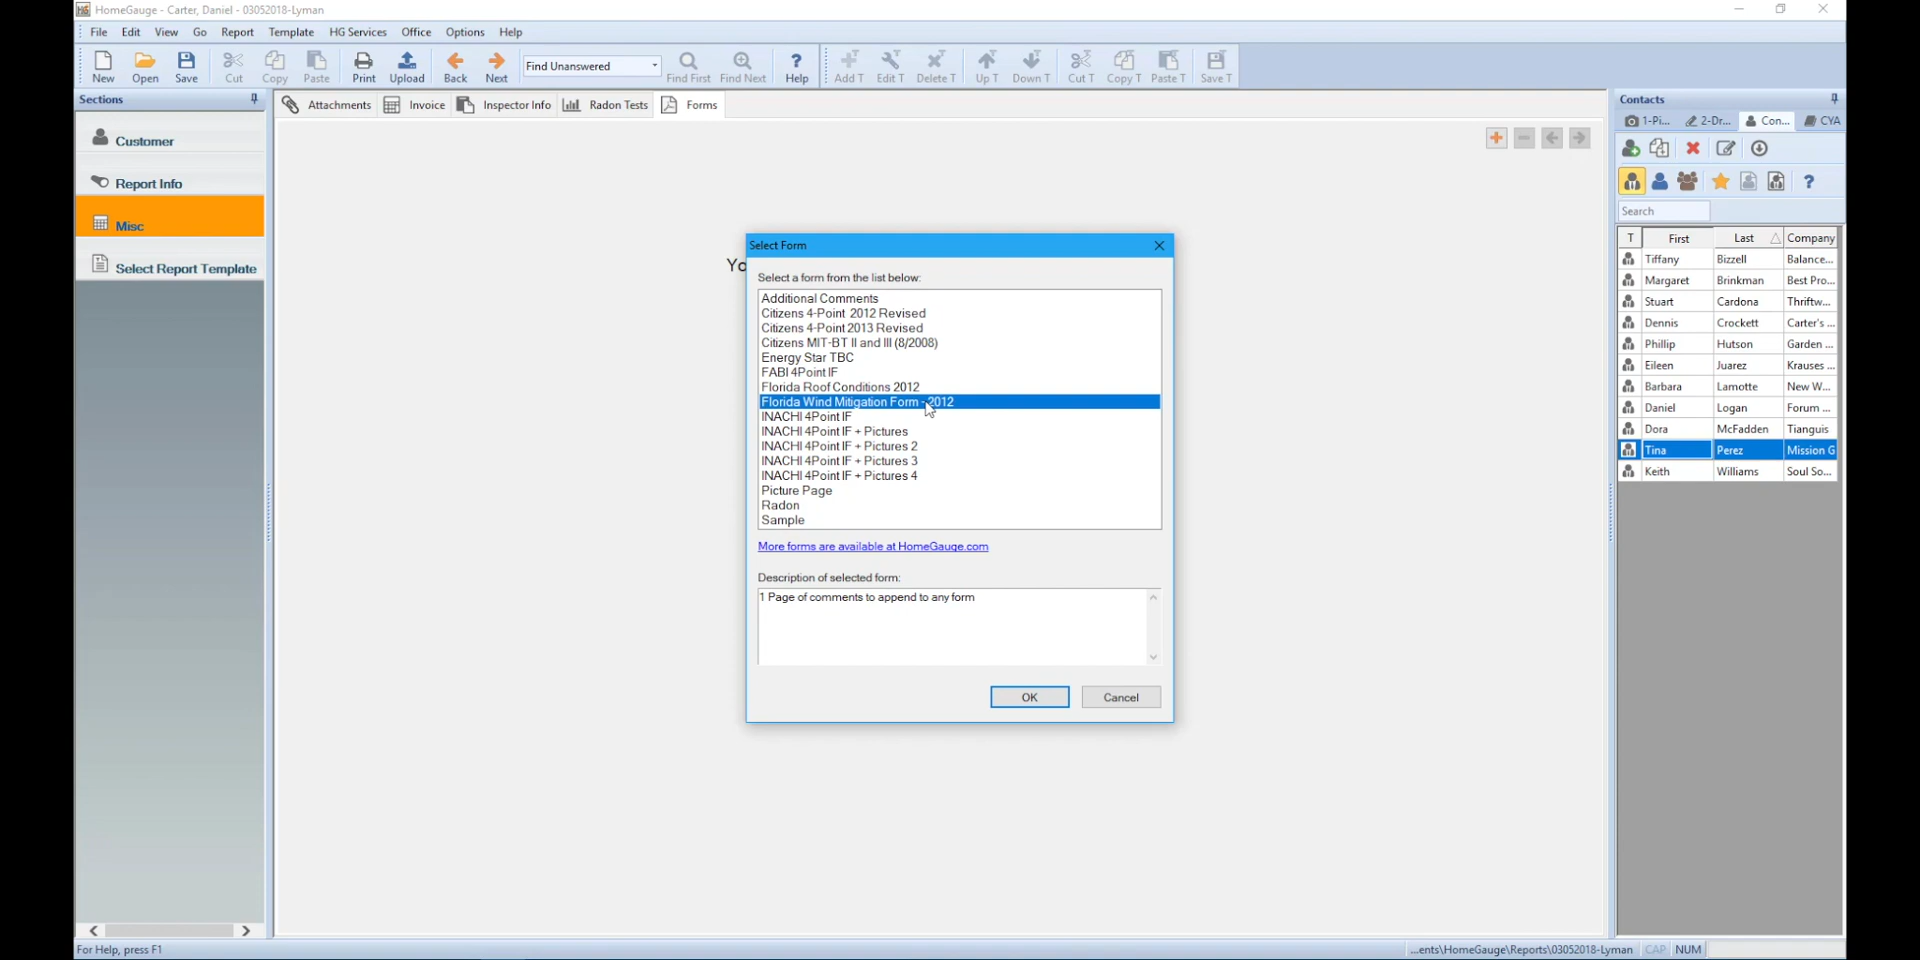 HomeGauge - Carter, Daniel - 03052018-Lyman
File Edit View Go Report Template HG Services Office Options Help
New Open Save Cut Copy Paste Print Upload Back Next Find Unanswered Find First Find Next Help Add T Edit T Delete T Up T Down T Cut T Copy T Paste T Save T
Sections
Customer
Report Info
Misc
Select Report Template
Attachments Invoice Inspector Info Radon Tests Forms
Yo
Select Form
Select a form from the list below:
Additional Comments
Citizens 4-Point 2012 Revised
Citizens 4-Point 2013 Revised
Citizens MIT-BT II and III (8/2008)
Energy Star TBC
FABI 4Point IF
Florida Roof Conditions 2012
Florida Wind Mitigation Form - 2012
INACHI 4Point IF
INACHI 4Point IF + Pictures
INACHI 4Point IF + Pictures 2
INACHI 4Point IF + Pictures 3
INACHI 4Point IF + Pictures 4
Picture Page
Radon
Sample
More forms are available at HomeGauge.com
Description of selected form:
1 Page of comments to append to any form
OK Cancel
Contacts
1-Pi... 2-Dr... Con... CYA
Search
T First Last Company
Tiffany Bizzell Balance...
Margaret Brinkman Best Pro...
Stuart Cardona Thriftw...
Dennis Crockett Carter's ...
Phillip Hutson Garden ...
Eileen Juarez Krauses ...
Barbara Lamotte New W...
Daniel Logan Forum ...
Dora McFadden Tianguis
Tina Perez Mission G
Keith Williams Soul So...
For Help, press F1
...ents\HomeGauge\Reports\03052018-Lyman CAP NUM